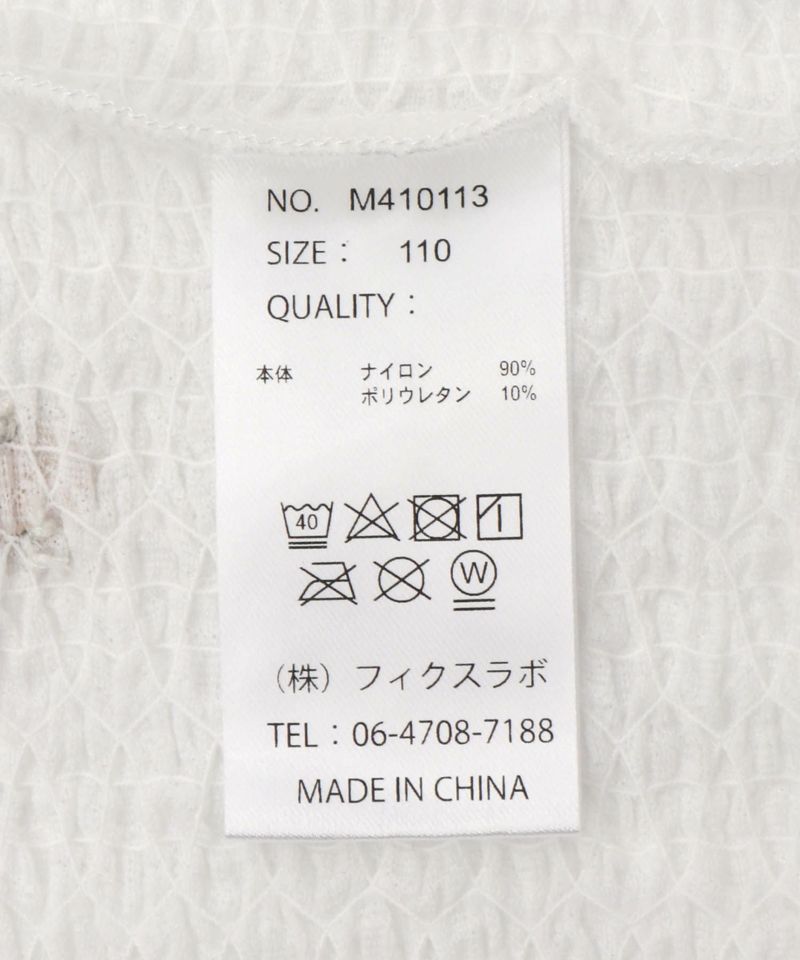 NO. M410113
SIZE : 110
QUALITY :
本体 ナイロン 90%
ポリウレタン 10%
40
W
（株）フィクスラボ
TEL : 06-4708-7188
MADE IN CHINA